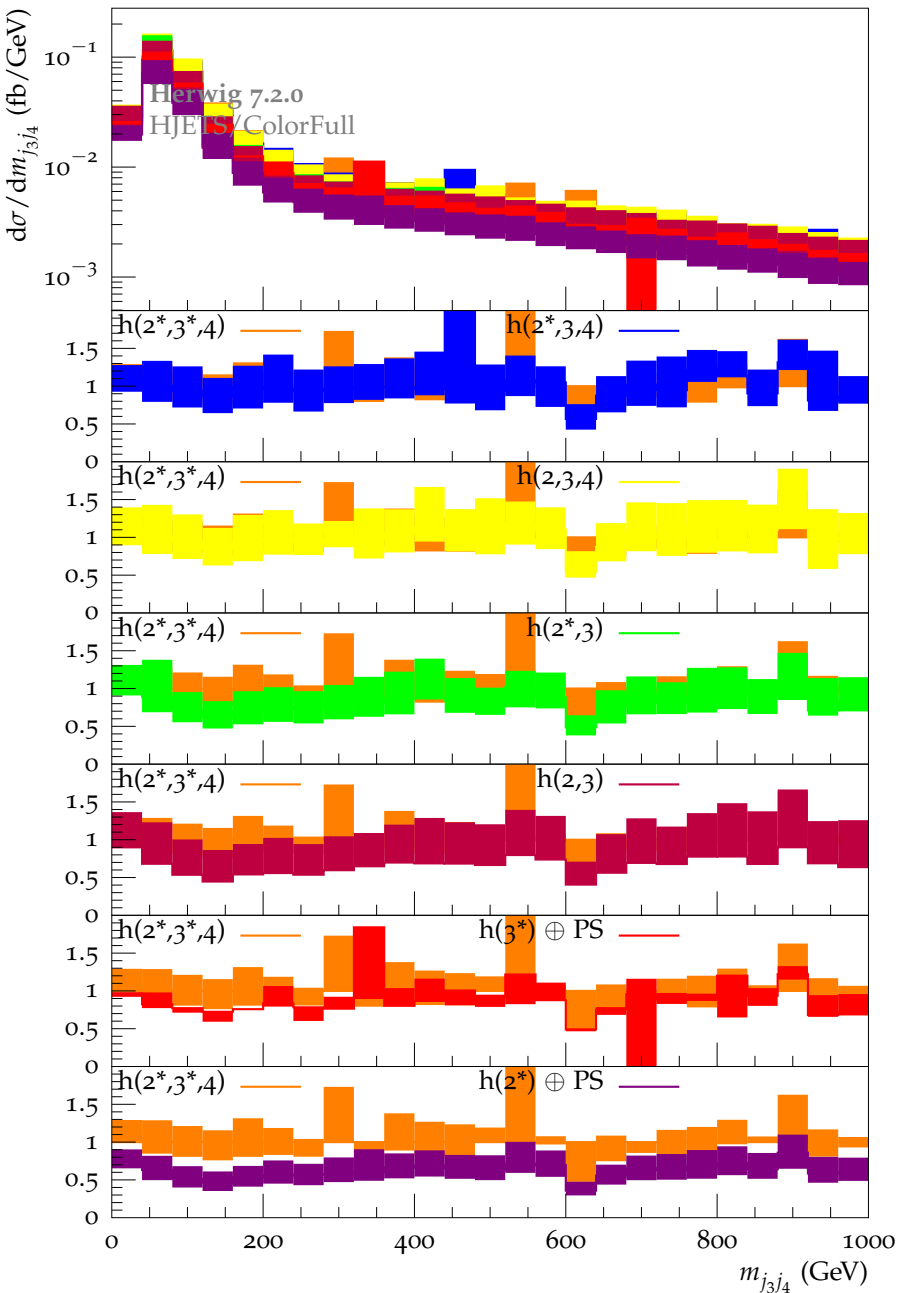 10⁻¹
10⁻²
10⁻³
dσ/dm_{j₃j₄} (fb/GeV)
Herwig 7.2.0
HJETS/ColorFull
h(2*,3*,4) h(2*,3,4)
1.5
1
0.5
0
h(2*,3*,4) h(2,3,4)
1.5
1
0.5
0
h(2*,3*,4) h(2*,3)
1.5
1
0.5
0
h(2*,3*,4) h(2,3)
1.5
1
0.5
0
h(2*,3*,4) h(3*) ⊕ PS
1.5
1
0.5
0
h(2*,3*,4) h(2*) ⊕ PS
1.5
1
0.5
0
0 200 400 600 800 1000
m_{j₃j₄} (GeV)